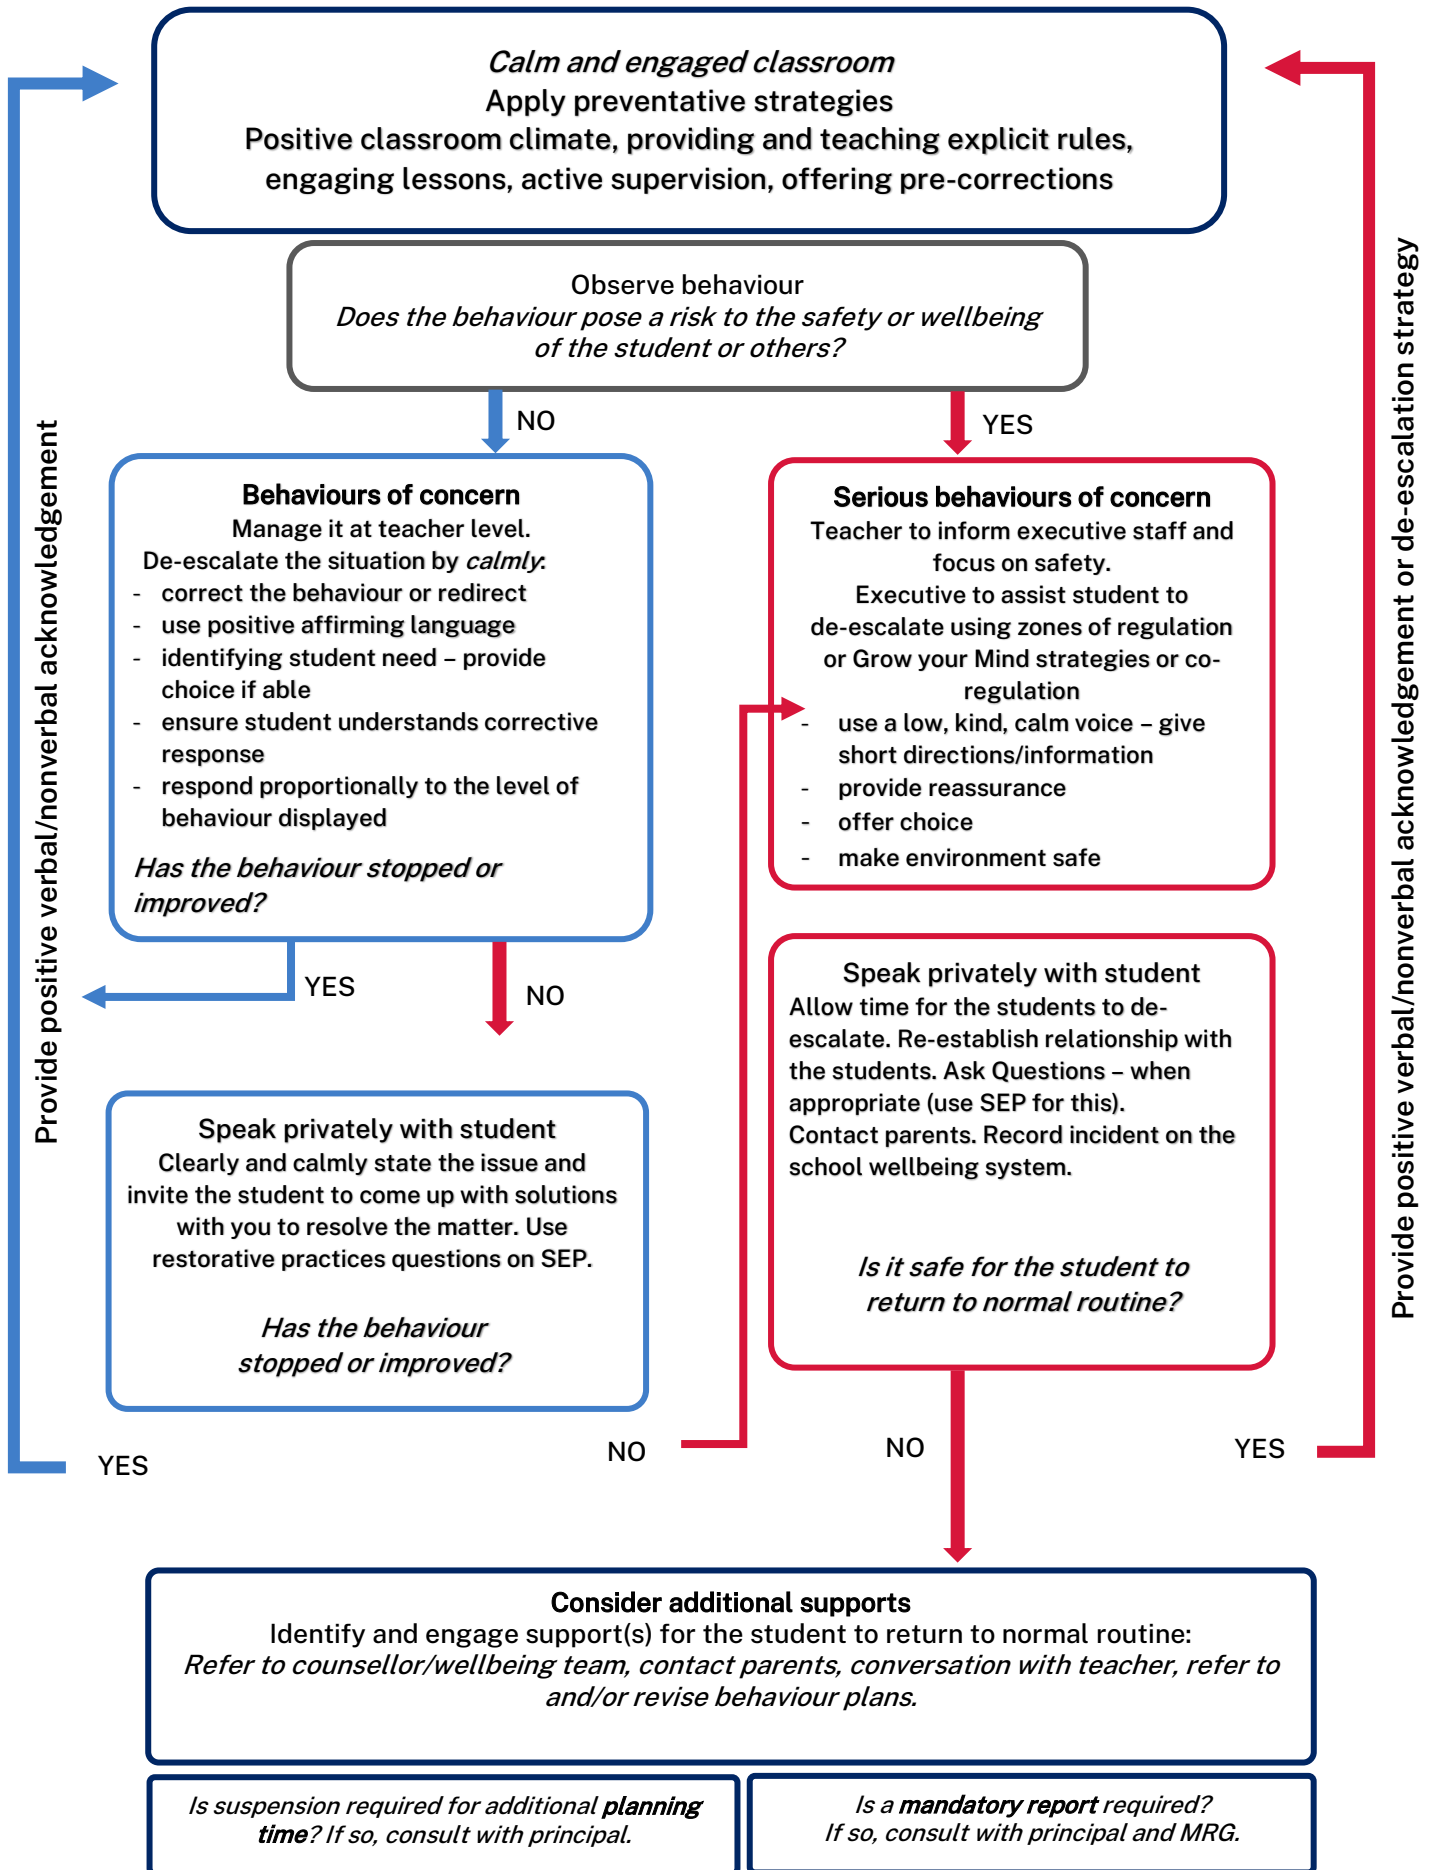 Calm and engaged classroom
Apply preventative strategies
Positive classroom climate, providing and teaching explicit rules,
engaging lessons, active supervision, offering pre-corrections
Observe behaviour
Does the behaviour pose a risk to the safety or wellbeing
of the student or others?
NO
YES
Behaviours of concern
Manage it at teacher level.
De-escalate the situation by calmly:
- correct the behaviour or redirect
- use positive affirming language
- identifying student need – provide
choice if able
- ensure student understands corrective
response
- respond proportionally to the level of
behaviour displayed
Has the behaviour stopped or
improved?
YES
NO
Speak privately with student
Clearly and calmly state the issue and
invite the student to come up with solutions
with you to resolve the matter. Use
restorative practices questions on SEP.
Has the behaviour
stopped or improved?
YES
NO
Provide positive verbal/nonverbal acknowledgement
Serious behaviours of concern
Teacher to inform executive staff and
focus on safety.
Executive to assist student to
de-escalate using zones of regulation
or Grow your Mind strategies or co-
regulation
- use a low, kind, calm voice – give
short directions/information
- provide reassurance
- offer choice
- make environment safe
Speak privately with student
Allow time for the students to de-
escalate. Re-establish relationship with
the students. Ask Questions – when
appropriate (use SEP for this).
Contact parents. Record incident on the
school wellbeing system.
Is it safe for the student to
return to normal routine?
NO
YES
Provide positive verbal/nonverbal acknowledgement or de-escalation strategy
Consider additional supports
Identify and engage support(s) for the student to return to normal routine:
Refer to counsellor/wellbeing team, contact parents, conversation with teacher, refer to
and/or revise behaviour plans.
Is suspension required for additional planning
time? If so, consult with principal.
Is a mandatory report required?
If so, consult with principal and MRG.